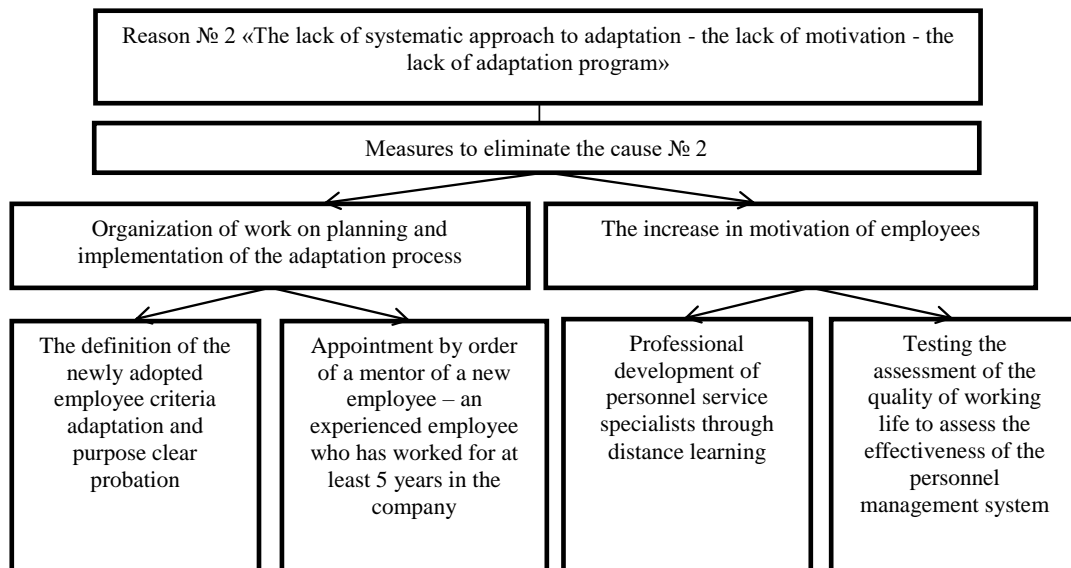 Reason № 2 «The lack of systematic approach to adaptation - the lack of motivation - the
lack of adaptation program»
Measures to eliminate the cause № 2
Organization of work on planning and
implementation of the adaptation process
The increase in motivation of employees
The definition of the
newly adopted
employee criteria
adaptation and
purpose clear
probation
Appointment by order
of a mentor of a new
employee – an
experienced employee
who has worked for at
least 5 years in the
company
Professional
development of
personnel service
specialists through
distance learning
Testing the
assessment of the
quality of working
life to assess the
effectiveness of the
personnel
management system